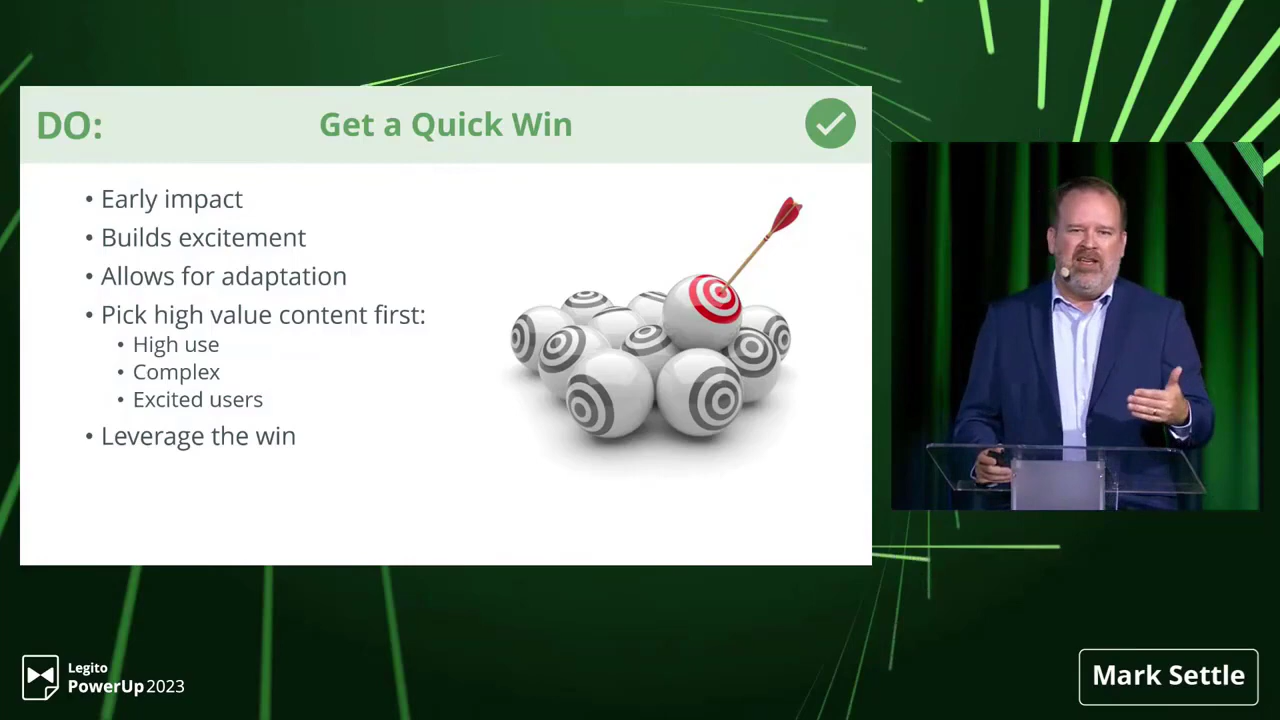 DO:
Get a Quick Win
• Early impact
• Builds excitement
• Allows for adaptation
• Pick high value content first:
• High use
• Complex
• Excited users
• Leverage the win
Legito
PowerUp 2023
Mark Settle